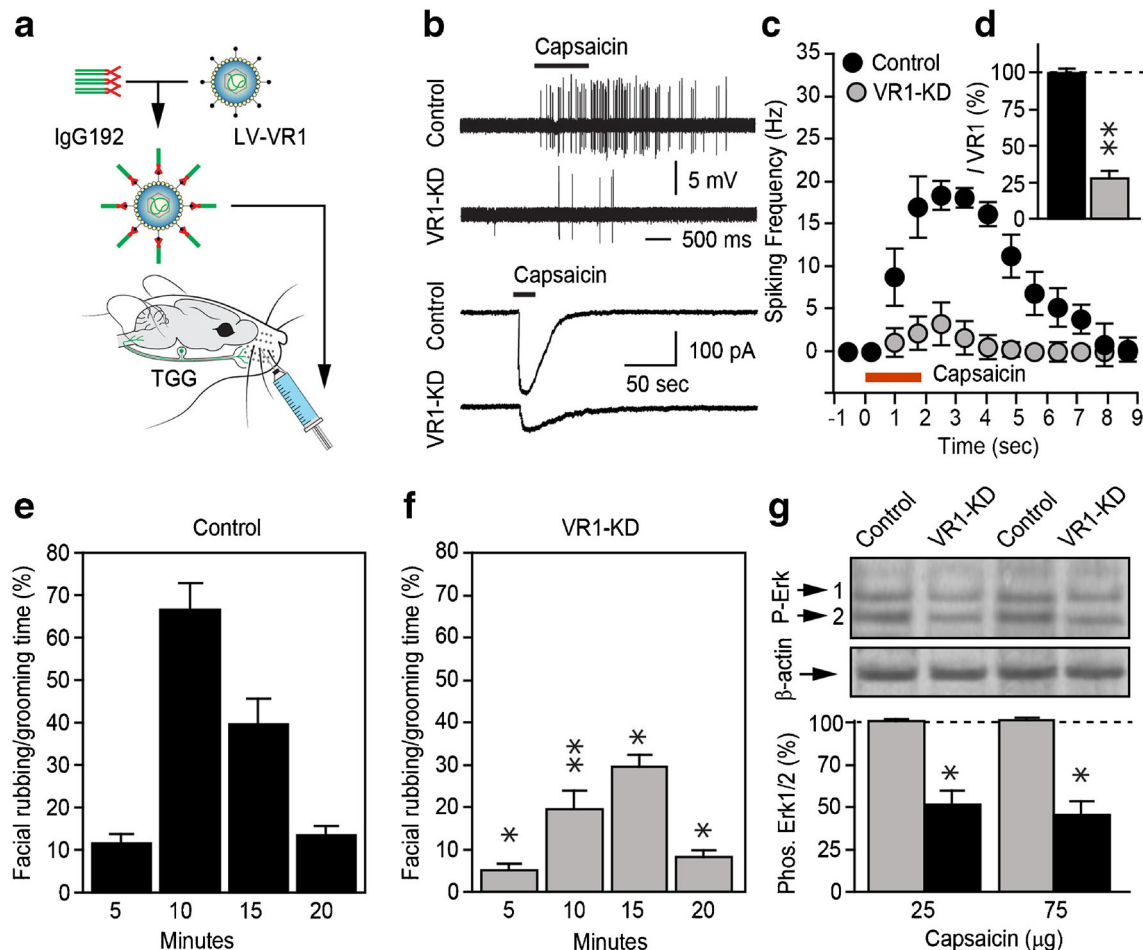 a
IgG192
LV-VR1
TGG
b
Capsaicin
Control
5 mV
VR1-KD
500 ms
Capsaicin
Control
100 pA
50 sec
VR1-KD
c
Control
VR1-KD
Spiking Frequency (Hz)
35
30
25
20
15
10
5
0
Capsaicin
-1 0 1 2 3 4 5 6 7 8 9
Time (sec)
d
I VR1 (%)
100
75
50
25
0
**
e
Control
Facial rubbing/grooming time (%)
80
70
60
50
40
30
20
10
0
5 10 15 20
Minutes
f
VR1-KD
Facial rubbing/grooming time (%)
80
70
60
50
40
30
20
10
0
* ** * *
5 10 15 20
Minutes
g
Control VR1-KD Control VR1-KD
P-Erk
1
2
β-actin
Phos. Erk1/2 (%)
100
70
50
25
0
* *
25 75
Capsaicin (μg)